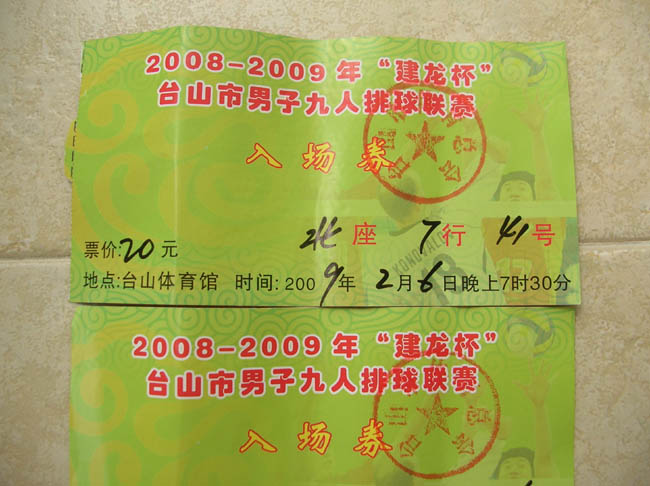 2008-2009年“建龙杯”
台山市男子九人排球联赛
入场券
票价:20元 北座 7行 41号
KONOVALO
地点:台山体育馆 时间:2009年2月6日晚上7时30分
2008-2009年“建龙杯”
台山市男子九人排球联赛
入场券